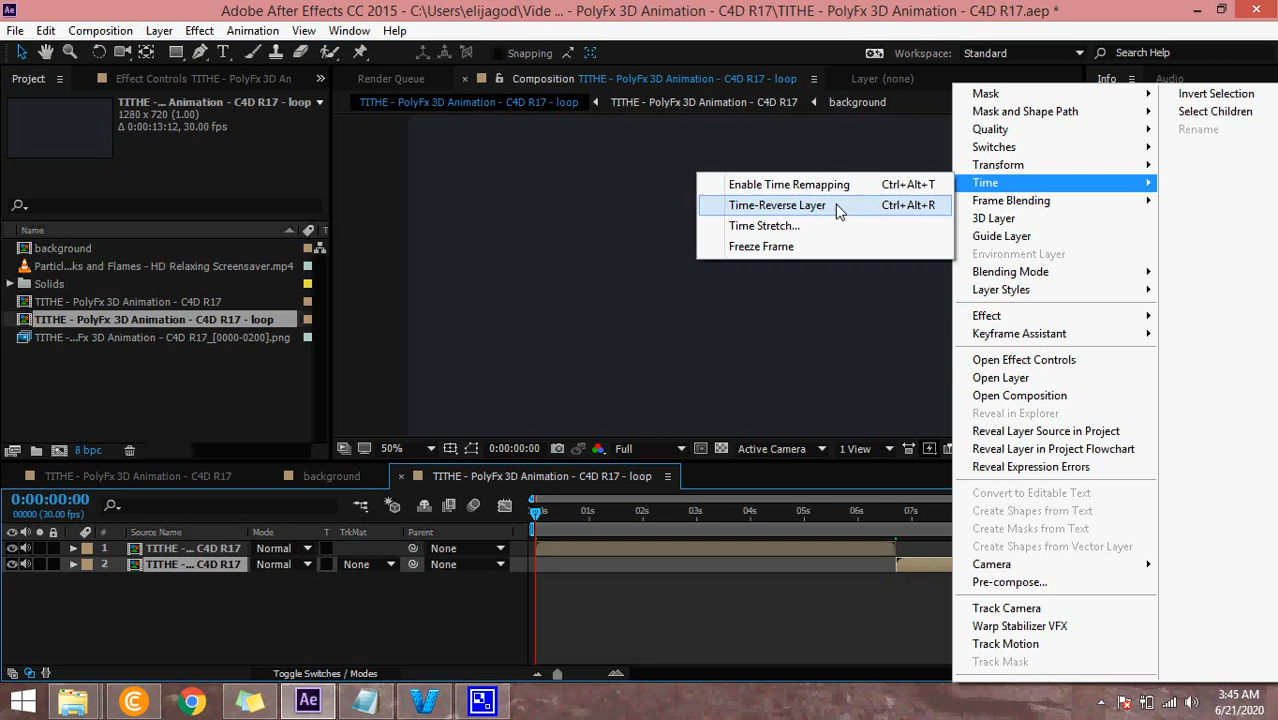 Adobe After Effects CC 2015 - C:\Users\elijagod\Vide ... - PolyFx 3D Animation - C4D R17\TITHE - PolyFx 3D Animation - C4D R17.aep *
File Edit Composition Layer Effect Animation View Window Help
Snapping Workspace: Standard Search Help
Project Effect Controls TITHE - PolyFx 3D An Render Queue Composition TITHE - PolyFx 3D Animation - C4D R17 - loop Layer (none) Info Audio
TITHE - ... Animation - C4D R17 - loop
1280 x 720 (1.00)
Δ 0:00:13:12, 30.00 fps
TITHE - PolyFx 3D Animation - C4D R17 - loop TITHE - PolyFx 3D Animation - C4D R17 background
Name
background
Particl...ks and Flames - HD Relaxing Screensaver.mp4
Solids
TITHE - PolyFx 3D Animation - C4D R17
TITHE - PolyFx 3D Animation - C4D R17 - loop
TITHE -...Fx 3D Animation - C4D R17_[0000-0200].png
8 bpc
Enable Time Remapping Ctrl+Alt+T
Time-Reverse Layer Ctrl+Alt+R
Time Stretch...
Freeze Frame
Mask
Mask and Shape Path
Quality
Switches
Transform
Time
Frame Blending
3D Layer
Guide Layer
Environment Layer
Blending Mode
Layer Styles
Effect
Keyframe Assistant
Open Effect Controls
Open Layer
Open Composition
Reveal in Explorer
Reveal Layer Source in Project
Reveal Layer in Project Flowchart
Reveal Expression Errors
Convert to Editable Text
Create Shapes from Text
Create Masks from Text
Create Shapes from Vector Layer
Camera
Pre-compose...
Track Camera
Warp Stabilizer VFX
Track Motion
Track Mask
Invert Selection
Select Children
Rename
50% 0:00:00:00 Full Active Camera 1 View
TITHE - PolyFx 3D Animation - C4D R17 background TITHE - PolyFx 3D Animation - C4D R17 - loop
0:00:00:00
00000 (30.00 fps)
01s 02s 03s 04s 05s 06s 07s
# Source Name Mode T TrkMat Parent
1 TITHE -... C4D R17 Normal None
2 TITHE -... C4D R17 Normal None None
Toggle Switches / Modes
Ae
3:45 AM
6/21/2020